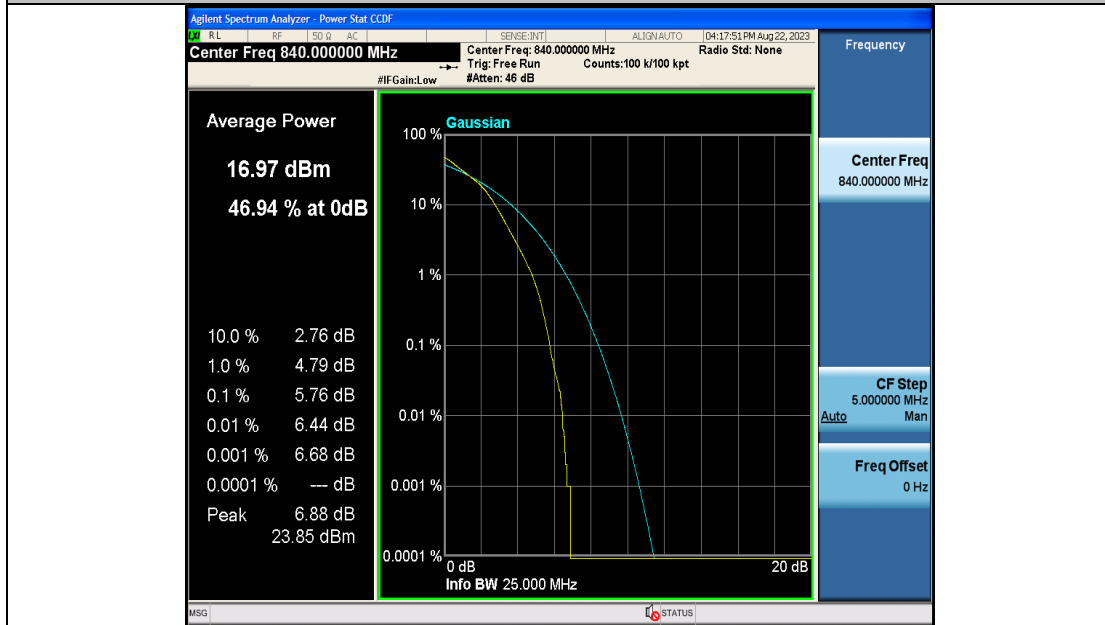 Agilent Spectrum Analyzer - Power Stat CCDF
LXI RL RF 50 Ω AC SENSE:INT ALIGNAUTO 04:17:51 PM Aug 22, 2023
Center Freq 840.000000 MHz
Center Freq: 840.000000 MHz Radio Std: None
Trig: Free Run Counts:100 k/100 kpt
#IFGain:Low #Atten: 46 dB
Frequency
Average Power
16.97 dBm
46.94 % at 0dB
10.0 % 2.76 dB
1.0 % 4.79 dB
0.1 % 5.76 dB
0.01 % 6.44 dB
0.001 % 6.68 dB
0.0001 % --- dB
Peak 6.88 dB
23.85 dBm
Gaussian
100 %
10 %
1 %
0.1 %
0.01 %
0.001 %
0.0001 %
0 dB 20 dB
Info BW 25.000 MHz
Center Freq
840.000000 MHz
CF Step
5.000000 MHz
Auto Man
Freq Offset
0 Hz
MSG STATUS